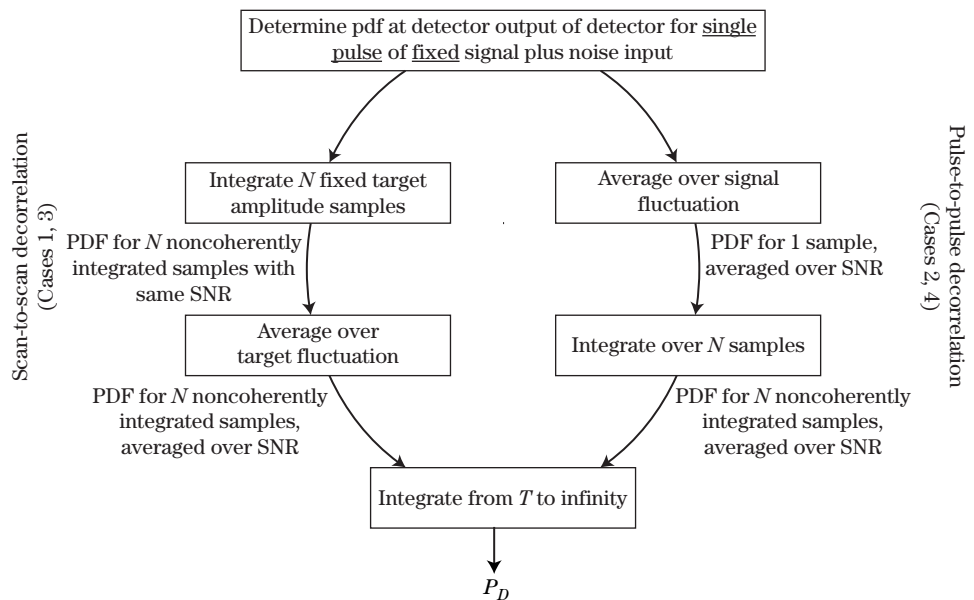 Determine pdf at detector output of detector for single
pulse of fixed signal plus noise input
Scan-to-scan decorrelation
(Cases 1, 3)
Integrate N fixed target
amplitude samples
PDF for N noncoherently
integrated samples with
same SNR
Average over
target fluctuation
PDF for N noncoherently
integrated samples,
averaged over SNR
Average over signal
fluctuation
PDF for 1 sample,
averaged over SNR
Integrate over N samples
PDF for N noncoherently
integrated samples,
averaged over SNR
Pulse-to-pulse decorrelation
(Cases 2, 4)
Integrate from T to infinity
P_D